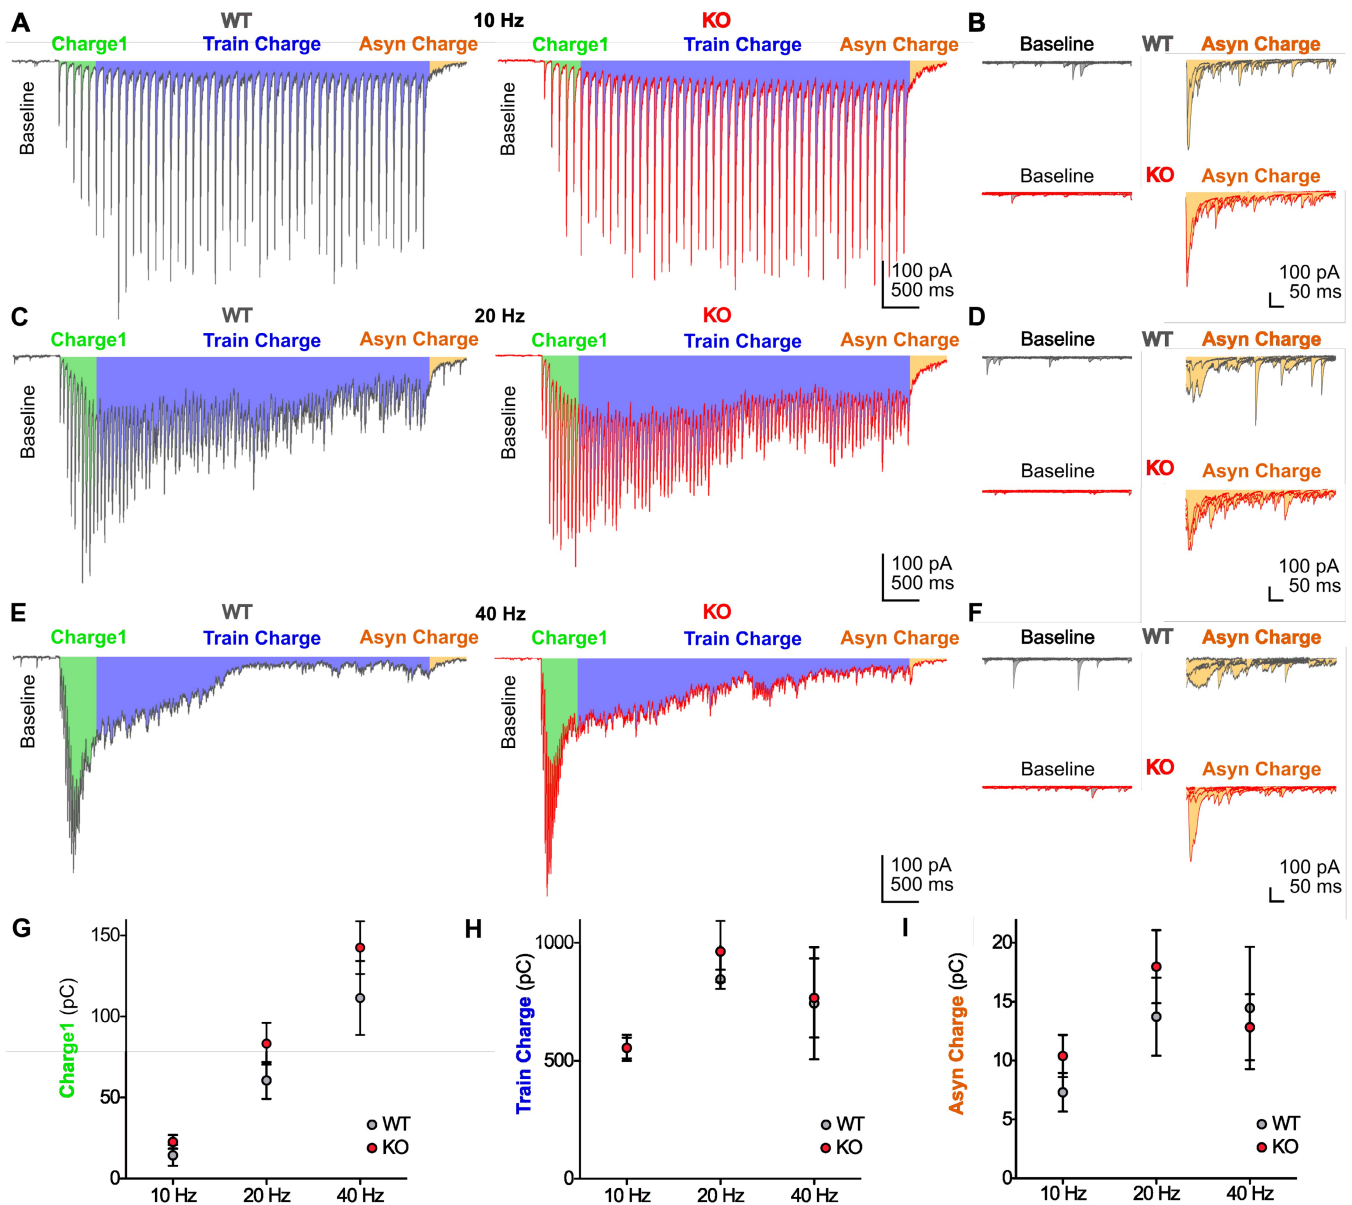 A WT 10 Hz KO B
Charge1 Train Charge Asyn Charge Charge1 Train Charge Asyn Charge Baseline WT Asyn Charge
Baseline Baseline
Baseline KO Asyn Charge
100 pA
500 ms
100 pA
50 ms
C WT 20 Hz KO D
Charge1 Train Charge Asyn Charge Charge1 Train Charge Asyn Charge Baseline WT Asyn Charge
Baseline Baseline
Baseline KO Asyn Charge
100 pA
500 ms
100 pA
50 ms
E WT 40 Hz KO F
Charge1 Train Charge Asyn Charge Charge1 Train Charge Asyn Charge Baseline WT Asyn Charge
Baseline Baseline
Baseline KO Asyn Charge
100 pA
500 ms
100 pA
50 ms
G
Charge1 (pC)
150
100
50
0
10 Hz 20 Hz 40 Hz
WT
KO
H
Train Charge (pC)
1000
500
0
10 Hz 20 Hz 40 Hz
WT
KO
I
Asyn Charge (pC)
20
15
10
5
0
10 Hz 20 Hz 40 Hz
WT
KO